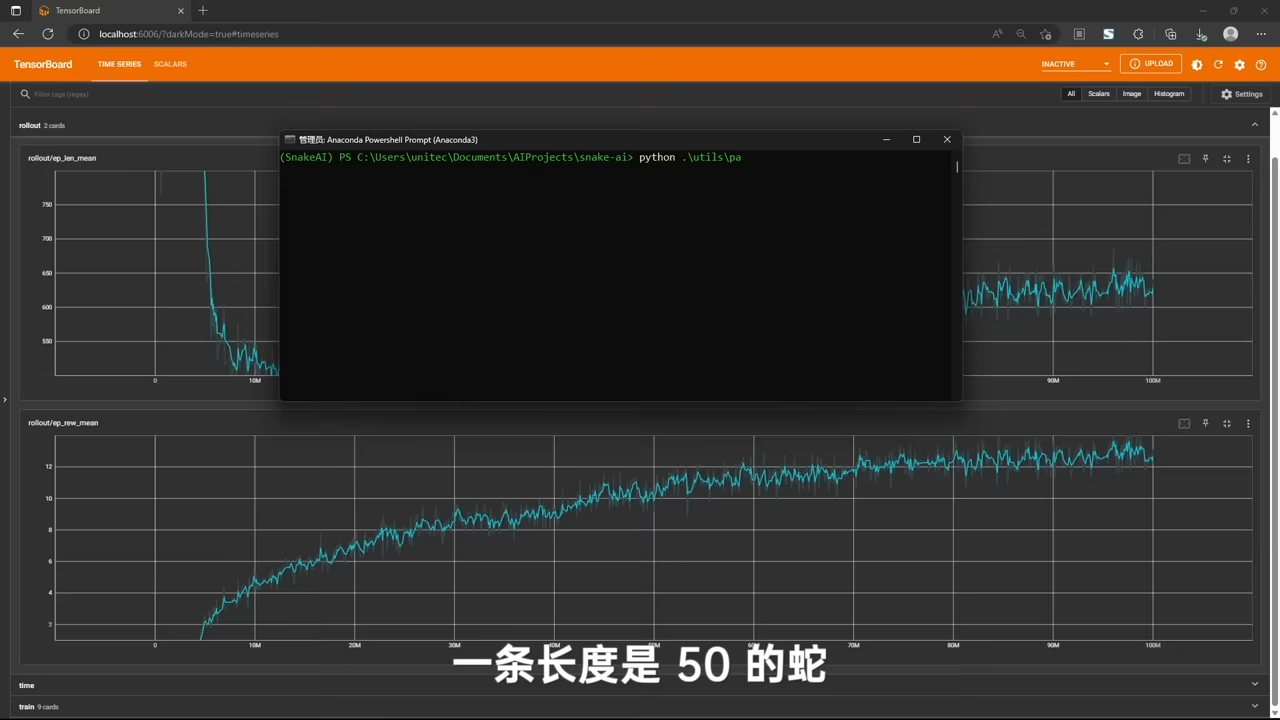 TensorBoard
localhost:6006/?darkMode=true#timeseries
TensorBoard TIME SERIES SCALARS INACTIVE UPLOAD
Filter tags (regex) All Scalars Image Histogram Settings
rollout 2 cards
管理员: Anaconda Powershell Prompt (Anaconda3)
(SnakeAI) PS C:\Users\unitec\Documents\AIProjects\snake-ai> python .\utils\pa
rollout/ep_len_mean
750
700
650
600
550
0 10M 90M 100M
rollout/ep_rew_mean
12
10
8
6
4
2
0 10M 20M 30M 40M 50M 60M 70M 80M 90M 100M
一条长度是 50 的蛇
time
train 9 cards